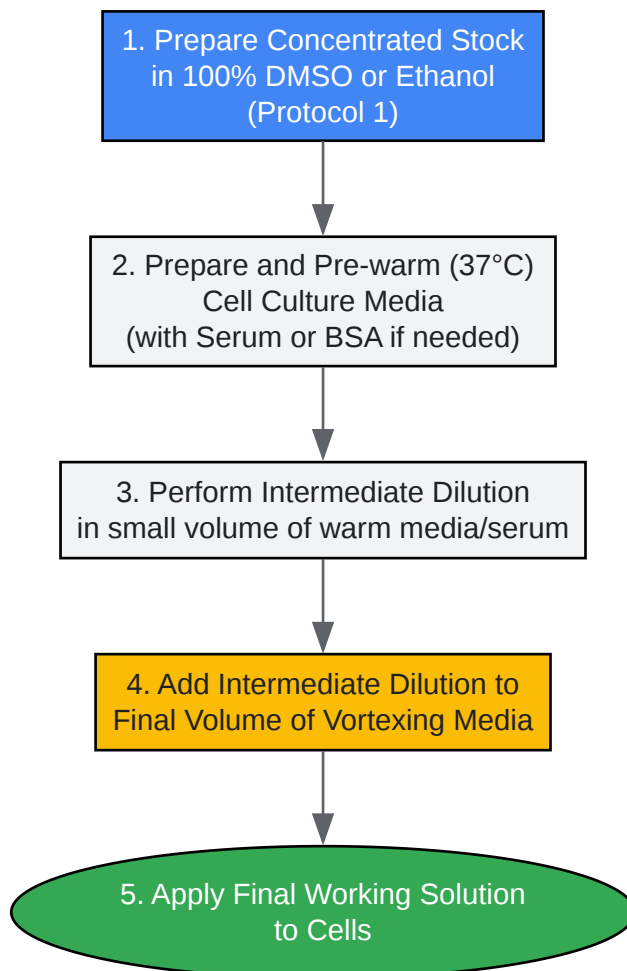 1. Prepare Concentrated Stock
in 100% DMSO or Ethanol
(Protocol 1)
2. Prepare and Pre-warm (37°C)
Cell Culture Media
(with Serum or BSA if needed)
3. Perform Intermediate Dilution
in small volume of warm media/serum
4. Add Intermediate Dilution to
Final Volume of Vortexing Media
5. Apply Final Working Solution
to Cells